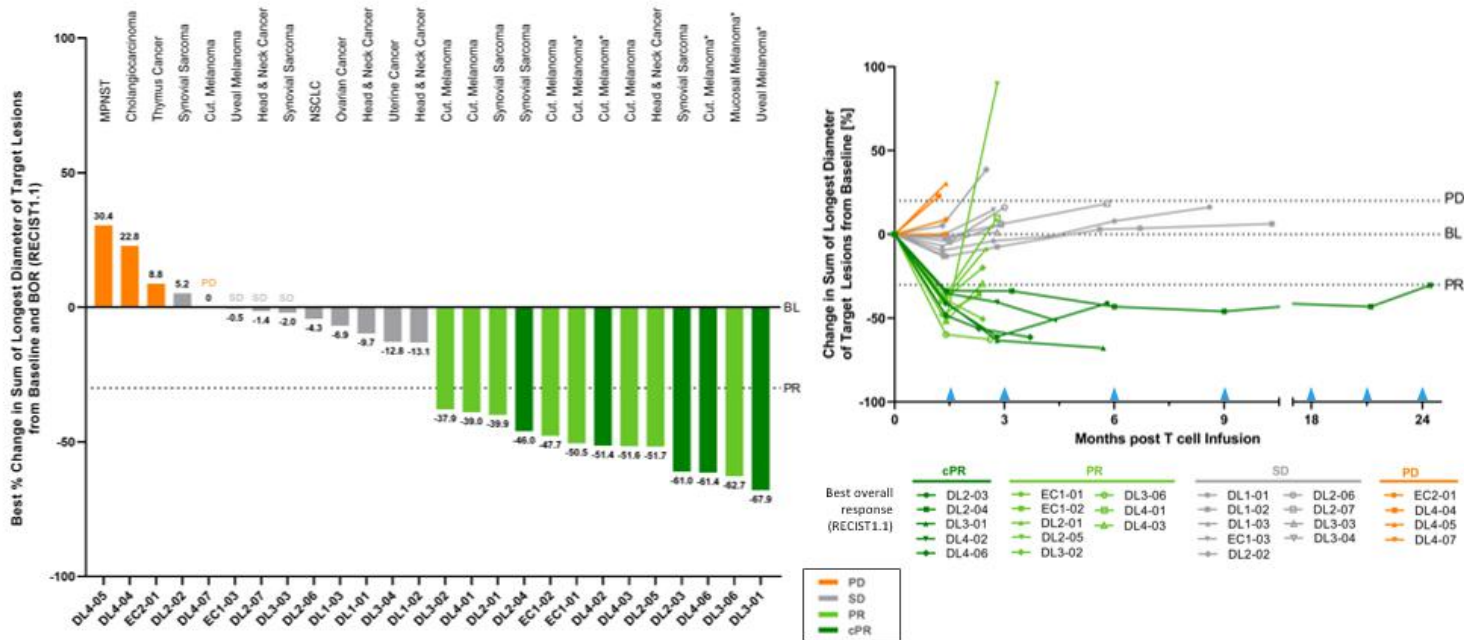 Best % Change in Sum of Longest Diameter of Target Lesions
from Baseline and BOR (RECIST1.1)
100
50
0
-50
-100
MPNST
Cholangiocarcinoma
Thymus Cancer
Synovial Sarcoma
Cut. Melanoma
Uveal Melanoma
Head & Neck Cancer
Synovial Sarcoma
NSCLC
Ovarian Cancer
Head & Neck Cancer
Uterine Cancer
Head & Neck Cancer
Cut. Melanoma
Cut. Melanoma
Synovial Sarcoma
Synovial Sarcoma
Cut. Melanoma
Cut. Melanoma*
Cut. Melanoma*
Cut. Melanoma
Head & Neck Cancer
Synovial Sarcoma
Cut. Melanoma*
Mucosal Melanoma*
Uveal Melanoma*
30.4
22.8
8.8
5.2
PD
0
SD
-0.5
SD
-1.4
SD
-2.0
-4.3
-6.9
-9.7
-12.8
-13.1
-37.9
-39.0
-39.9
-46.0
-47.7
-50.5
-51.4
-51.6
-51.7
-61.0
-61.4
-62.7
-67.9
BL
PR
DL4-05
DL4-04
EC2-01
DL2-02
DL4-07
EC1-03
DL2-07
DL3-03
DL2-06
DL1-03
DL1-01
DL3-04
DL1-02
DL3-02
DL4-01
DL2-01
DL2-04
EC1-02
EC1-01
DL4-02
DL4-03
DL2-05
DL2-03
DL4-06
DL3-06
DL3-01
PD
SD
PR
cPR
Change in Sum of Longest Diameter
of Target Lesions from Baseline [%]
100
50
0
-50
-100
PD
BL
PR
0
3
6
9
18
24
Months post T cell Infusion
Best overall
response
(RECIST1.1)
cPR
DL2-03
DL2-04
DL3-01
DL4-02
DL4-06
PR
EC1-01
EC1-02
DL2-01
DL2-05
DL3-02
DL3-06
DL4-01
DL4-03
SD
DL1-01
DL1-02
DL1-03
EC1-03
DL2-02
DL2-06
DL2-07
DL3-03
DL3-04
PD
EC2-01
DL4-04
DL4-05
DL4-07